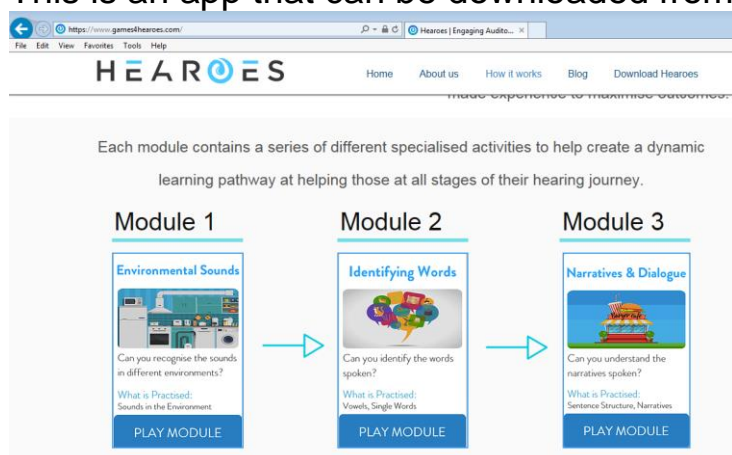 This is an app that can be downloaded from
https://www.games4hearoes.com/
Hearoes | Engaging Audito...
File Edit View Favorites Tools Help
HEAROES
Home About us How it works Blog Download Hearoes
made experience to maximise outcomes.
Each module contains a series of different specialised activities to help create a dynamic
learning pathway at helping those at all stages of their hearing journey.
Module 1 Module 2 Module 3
Environmental Sounds Identifying Words Narratives & Dialogue
Burger Cafe
Can you recognise the sounds Can you identify the words Can you understand the
in different environments? spoken? narratives spoken?
What is Practised: What is Practised: What is Practised:
Sounds in the Environment Vowels, Single Words Sentence Structure, Narratives
PLAY MODULE PLAY MODULE PLAY MODULE